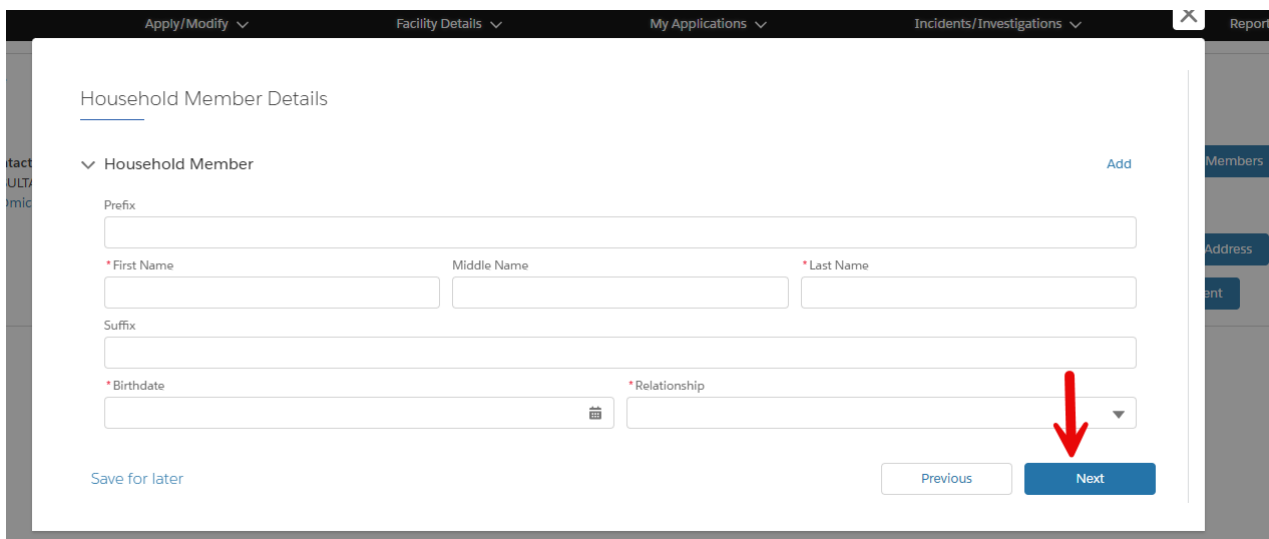 Apply/Modify Facility Details My Applications Incidents/Investigations Report
Household Member Details
Household Member Add
Members
Prefix
Address
*First Name Middle Name *Last Name
Suffix
*Birthdate *Relationship
Save for later Previous Next